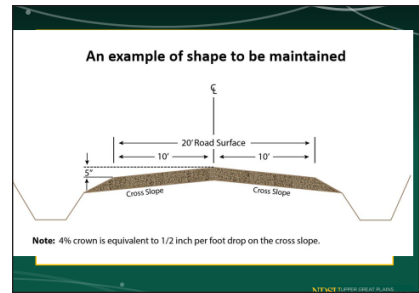 An example of shape to be maintained
℄
20' Road Surface
10' 10'
5"
Cross Slope Cross Slope
Note: 4% crown is equivalent to 1/2 inch per foot drop on the cross slope.
UPPER GREAT PLAINS